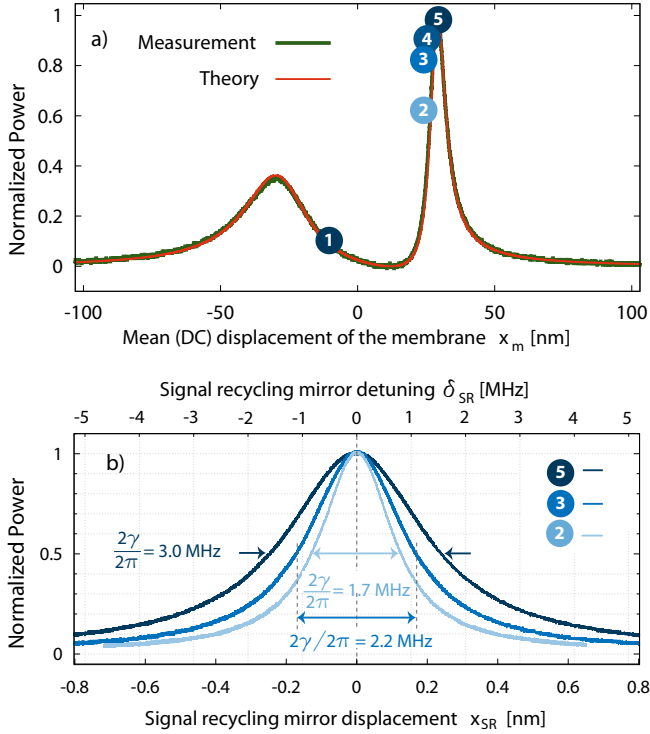 a)
Measurement
Theory
Normalized Power
1
0.8
0.6
0.4
0.2
0
1
2
3
4
5
-100 -50 0 50 100
Mean (DC) displacement of the membrane x m [nm]
Signal recycling mirror detuning δ SR [MHz]
-5 -4 -3 -2 -1 0 1 2 3 4 5
b)
Normalized Power
1
0.5
0
5
3
2
2γ/2π = 3.0 MHz
2γ/2π = 1.7 MHz
2γ/2π = 2.2 MHz
-0.8 -0.6 -0.4 -0.2 0 0.2 0.4 0.6 0.8
Signal recycling mirror displacement x SR [nm]